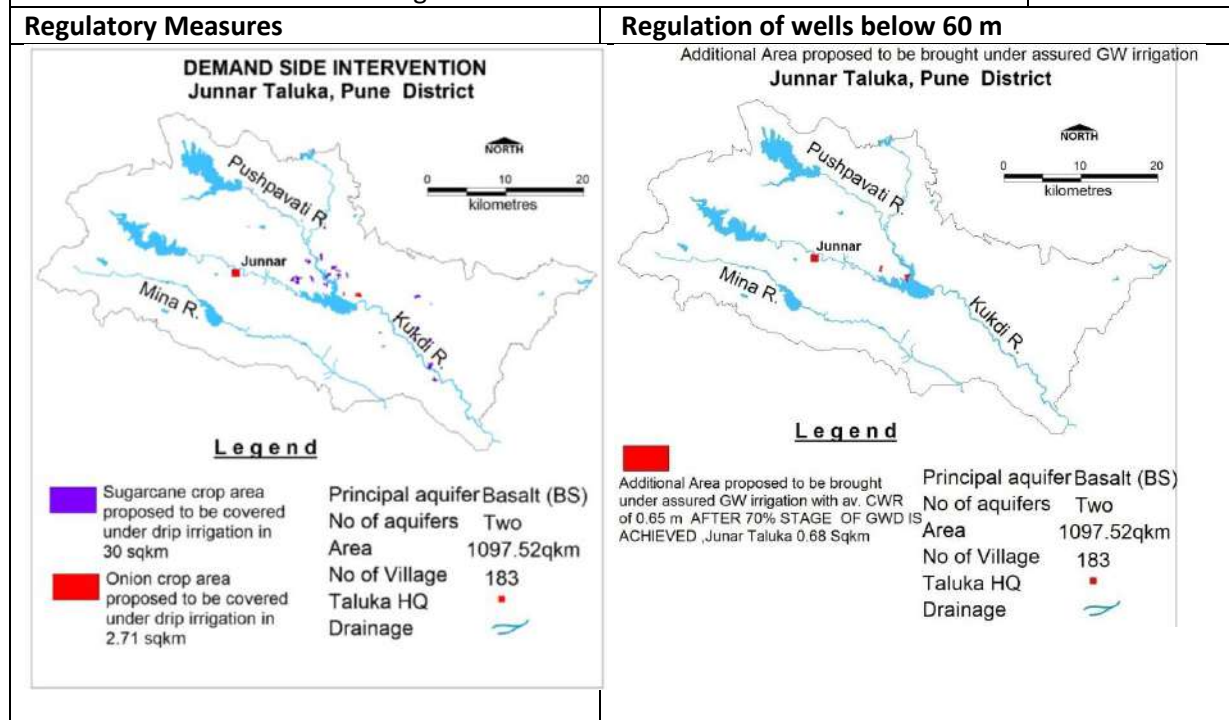 Regulatory Measures
Regulation of wells below 60 m
DEMAND SIDE INTERVENTION
Junnar Taluka, Pune District
NORTH
0 10 20
kilometres
Pushpavati R.
Junnar
Mina R.
Kukdi R.
Legend
Sugarcane crop area
proposed to be covered
under drip irrigation in
30 sqkm
Onion crop area
proposed to be covered
under drip irrigation in
2.71 sqkm
Principal aquifer Basalt (BS)
No of aquifers Two
Area 1097.52qkm
No of Village 183
Taluka HQ
Drainage
Additional Area proposed to be brought under assured GW irrigation
Junnar Taluka, Pune District
NORTH
0 10 20
kilometres
Pushpavati R.
Junnar
Mina R.
Kukdi R.
Legend
Additional Area proposed to be brought
under assured GW irrigation with av. CWR
of 0.65 m AFTER 70% STAGE OF GWD IS
ACHIEVED ,Junar Taluka 0.68 Sqkm
Principal aquifer Basalt (BS)
No of aquifers Two
Area 1097.52qkm
No of Village 183
Taluka HQ
Drainage